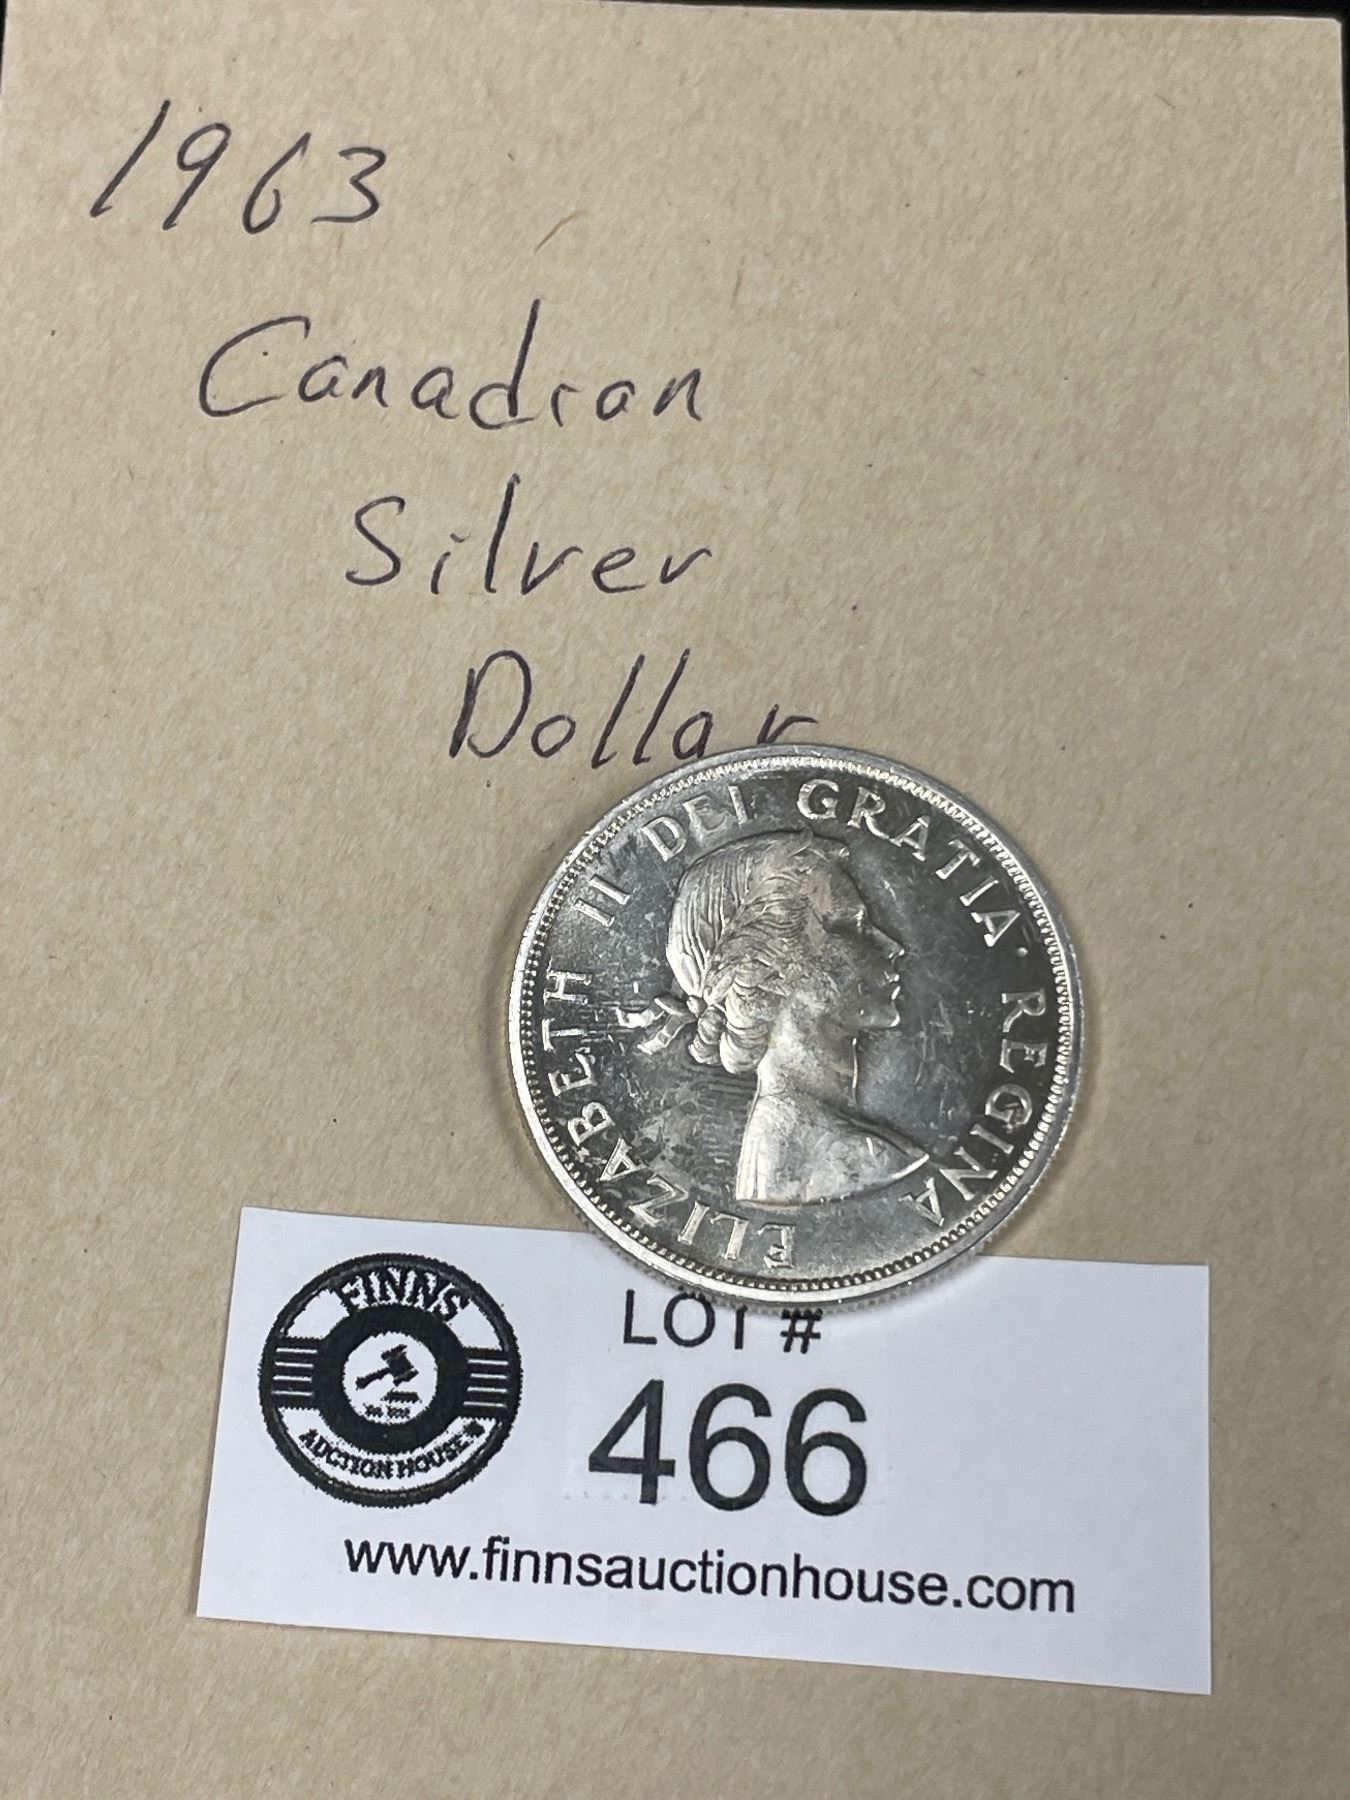 1963
Canadian
Silver
Dollar
ELIZABETH II DEI · GRATIA · REGINA
FINNS
AUCTION HOUSE
LOT #
466
www.finnsauctionhouse.com